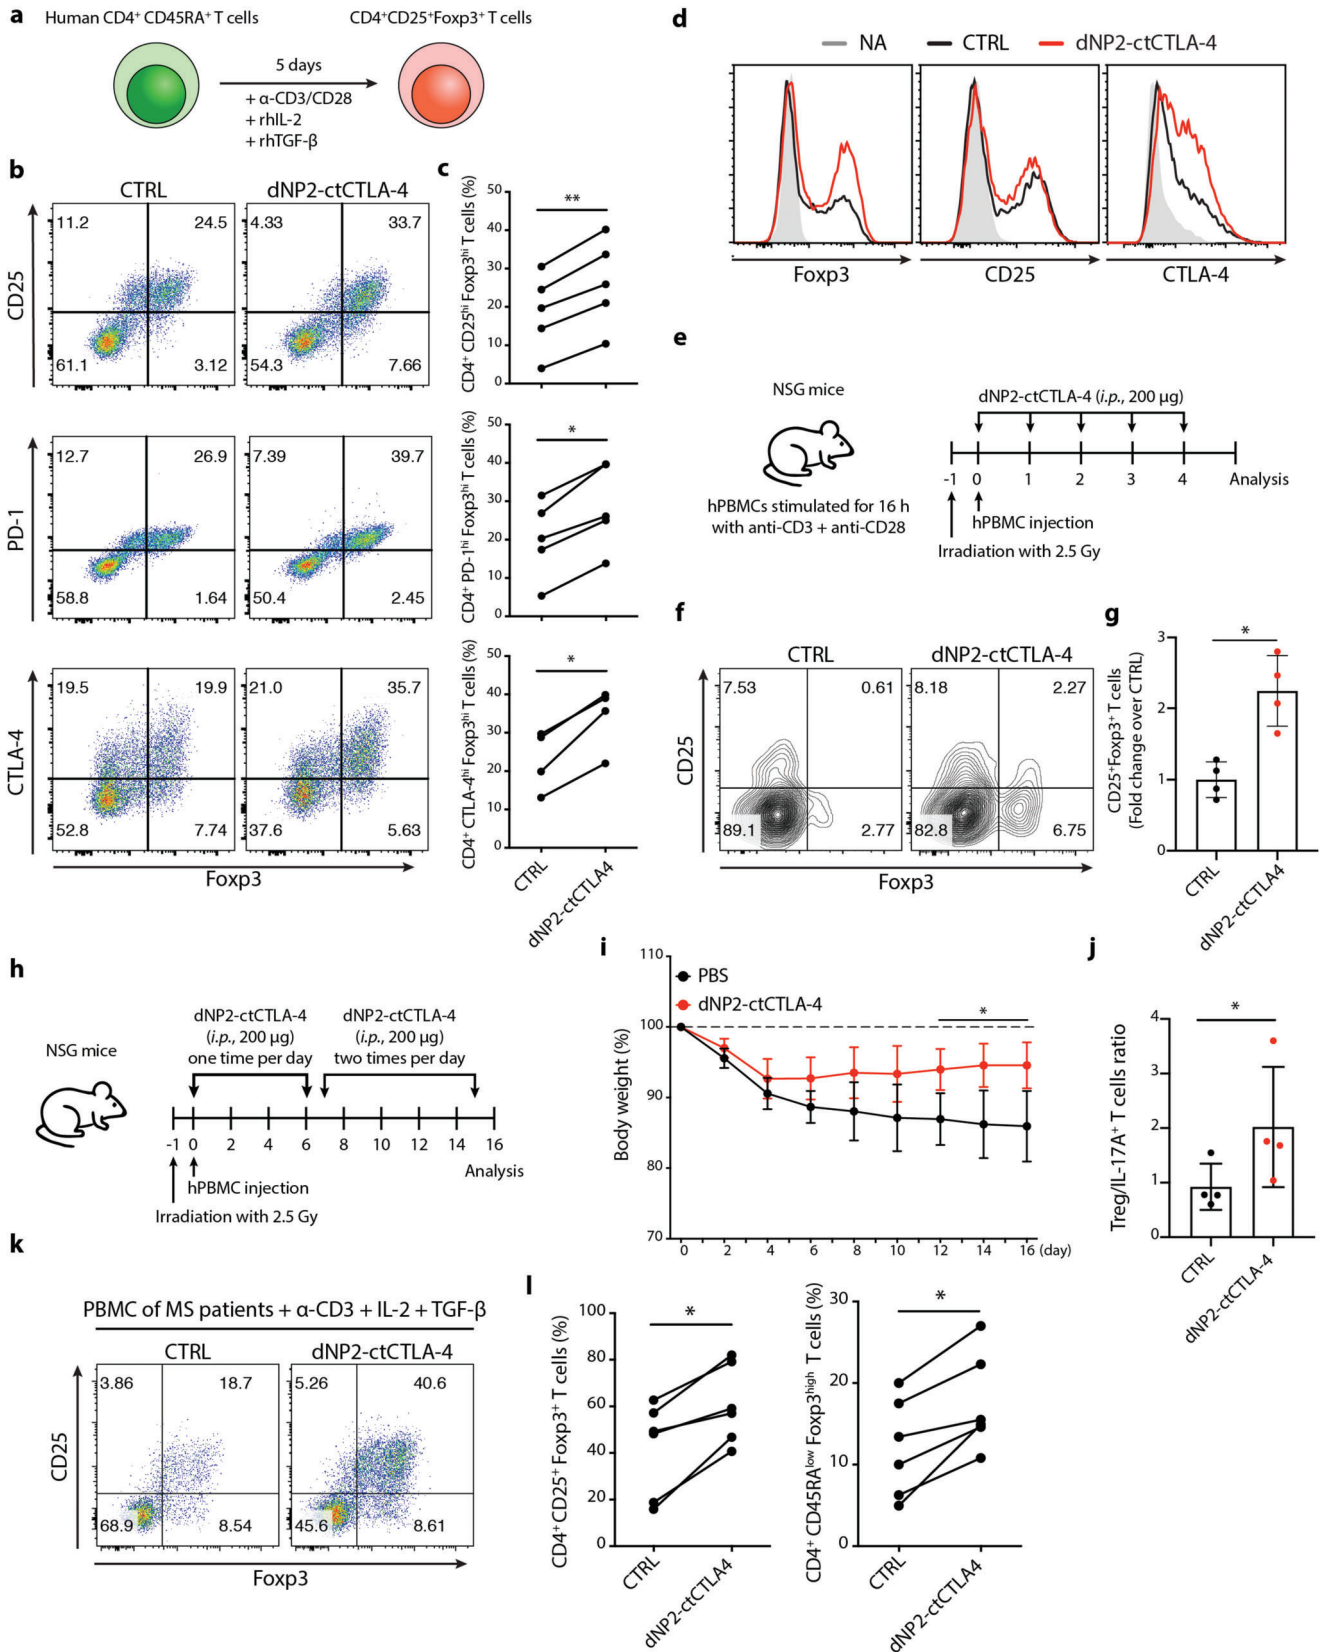 a
Human CD4⁺ CD45RA⁺ T cells
CD4⁺CD25⁺Foxp3⁺ T cells
5 days
+ α-CD3/CD28
+ rhIL-2
+ rhTGF-β
b
CTRL
dNP2-ctCTLA-4
11.2
24.5
4.33
33.7
CD25
61.1
3.12
54.3
7.66
12.7
26.9
7.39
39.7
PD-1
58.8
1.64
50.4
2.45
19.5
19.9
21.0
35.7
CTLA-4
52.8
7.74
37.6
5.63
Foxp3
c
CD4⁺ CD25ʰⁱ Foxp3ʰⁱ T cells (%)
50
40
30
20
10
0
**
CD4⁺ PD-1ʰⁱ Foxp3ʰⁱ T cells (%)
50
40
30
20
10
0
*
CD4⁺ CTLA-4ʰⁱ Foxp3ʰⁱ T cells (%)
50
40
30
20
10
0
*
CTRL
dNP2-ctCTLA4
d
NA
CTRL
dNP2-ctCTLA-4
Foxp3
CD25
CTLA-4
e
NSG mice
hPBMCs stimulated for 16 h
with anti-CD3 + anti-CD28
dNP2-ctCTLA-4 (i.p., 200 µg)
-1 0 1 2 3 4 Analysis
hPBMC injection
Irradiation with 2.5 Gy
f
CTRL
dNP2-ctCTLA-4
7.53
0.61
8.18
2.27
CD25
89.1
2.77
82.8
6.75
Foxp3
g
CD25⁺Foxp3⁺ T cells
(Fold change over CTRL)
3
2
1
0
*
CTRL
dNP2-ctCTLA4
h
NSG mice
dNP2-ctCTLA-4
(i.p., 200 µg)
one time per day
dNP2-ctCTLA-4
(i.p., 200 µg)
two times per day
-1 0 2 4 6 8 10 12 14 16
Analysis
hPBMC injection
Irradiation with 2.5 Gy
i
Body weight (%)
110
100
90
80
70
PBS
dNP2-ctCTLA-4
*
0 2 4 6 8 10 12 14 16 (day)
j
Treg/IL-17A⁺ T cells ratio
4
3
2
1
0
*
CTRL
dNP2-ctCTLA-4
k
PBMC of MS patients + α-CD3 + IL-2 + TGF-β
CTRL
dNP2-ctCTLA-4
3.86
18.7
5.26
40.6
CD25
68.9
8.54
45.6
8.61
Foxp3
l
CD4⁺ CD25⁺ Foxp3⁺ T cells (%)
100
80
60
40
20
0
*
CTRL
dNP2-ctCTLA4
CD4⁺ CD45RAˡᵒʷ Foxp3ʰⁱᵍʰ T cells (%)
30
20
10
0
*
CTRL
dNP2-ctCTLA4